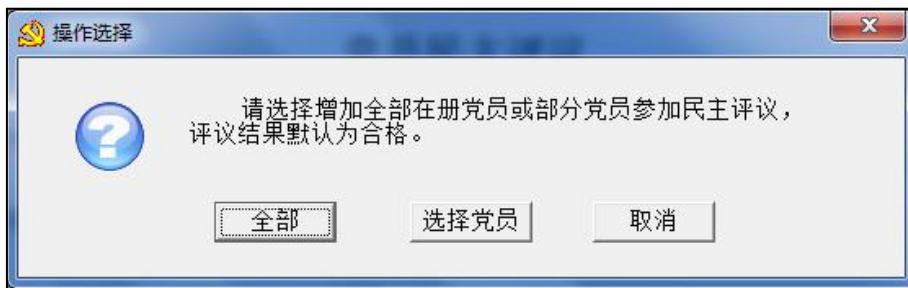 操作选择
请选择增加全部在册党员或部分党员参加民主评议，
评议结果默认为合格。
全部
选择党员
取消